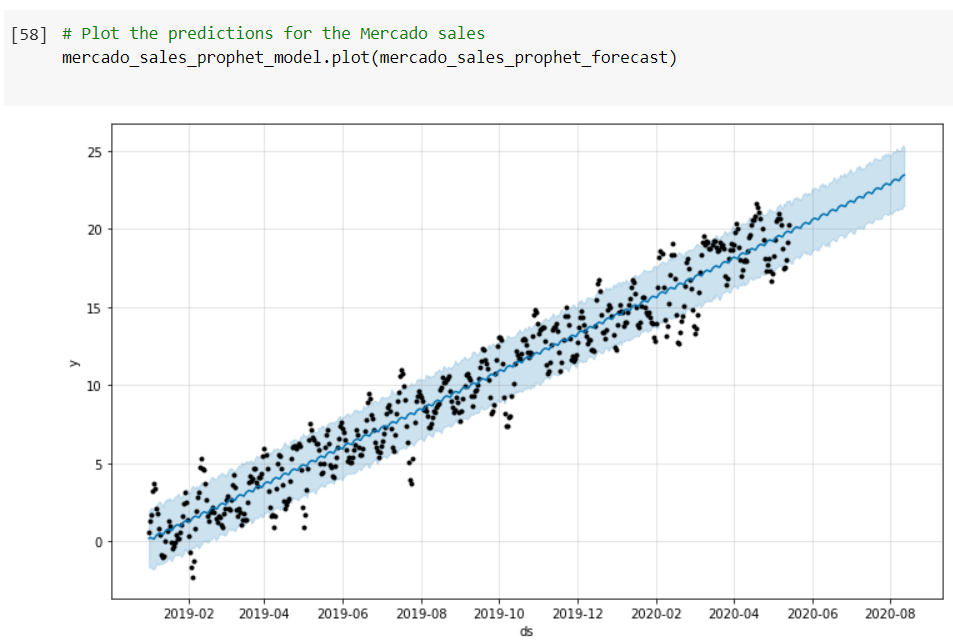 [58] # Plot the predictions for the Mercado sales
mercado_sales_prophet_model.plot(mercado_sales_prophet_forecast)
25
20
15
10
5
0
y
2019-02 2019-04 2019-06 2019-08 2019-10 2019-12 2020-02 2020-04 2020-06 2020-08
ds